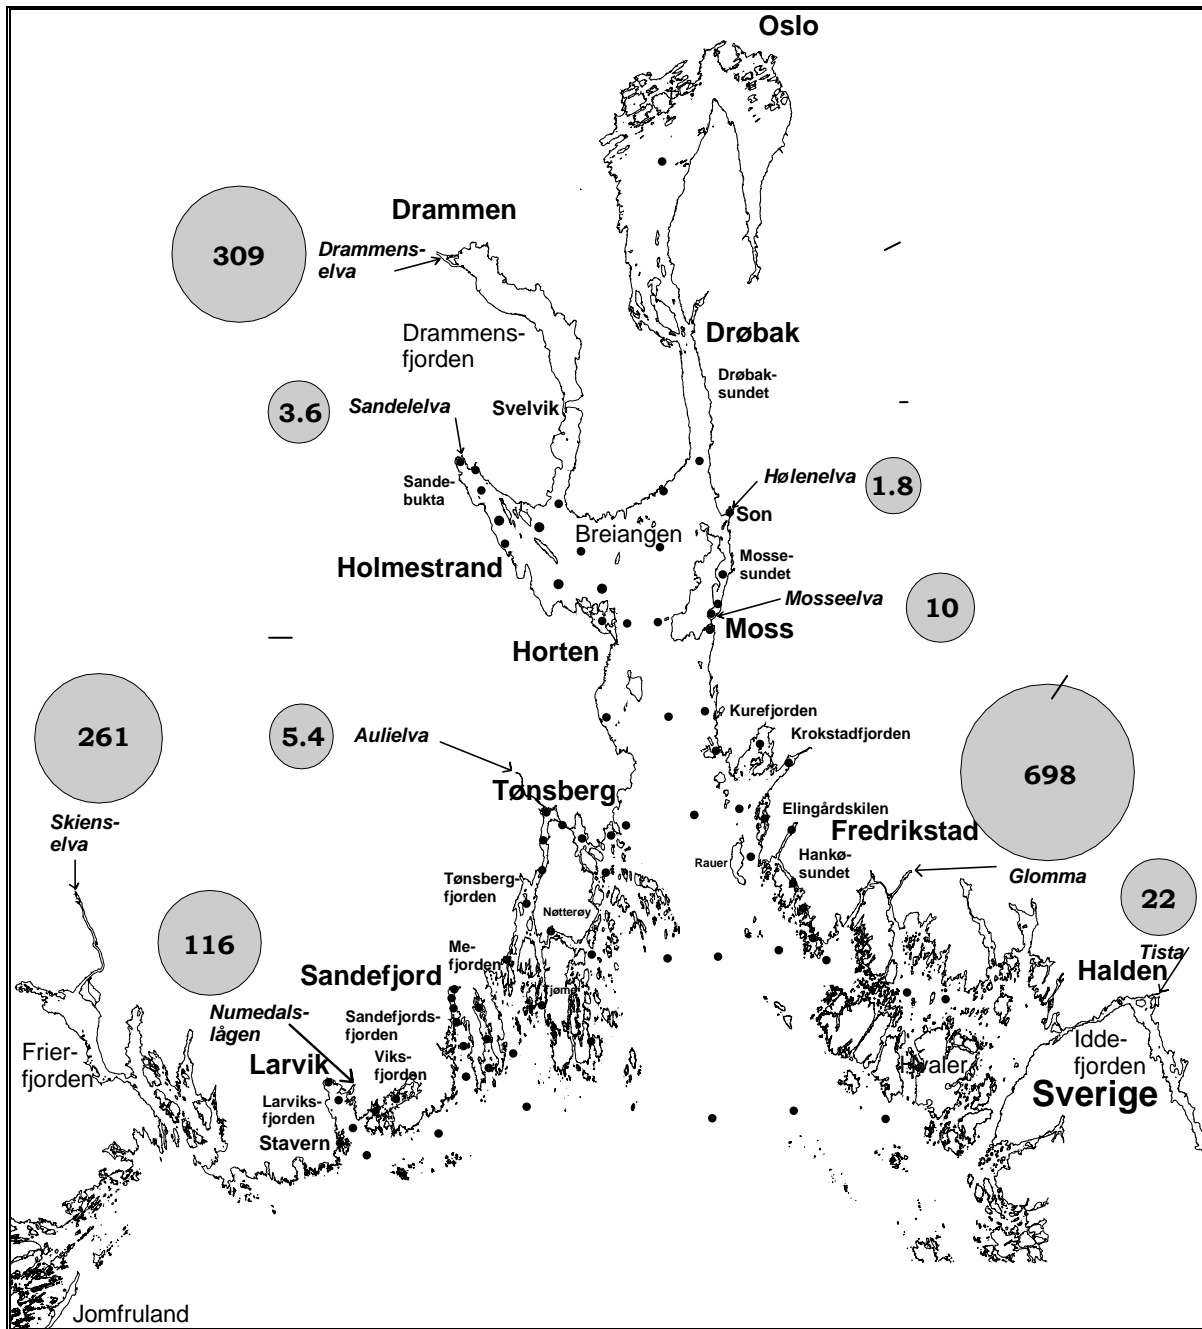 Oslo
Drammen
309
Drammens-
elva
Drøbak
Drammens-
fjorden
Drøbak-
sundet
3.6
Sandelelva
Svelvik
Sande-
bukta
Hølenelva
1.8
Son
Breiangen
Holmestrand
Mosse-
sundet
Mosseelva
10
Moss
Horten
261
5.4
Aulielva
Kurefjorden
Krokstadfjorden
698
Tønsberg
Elingårdskilen
Fredrikstad
Skiens-
elva
Rauer
Hankø-
sundet
Glomma
Tønsberg-
fjorden
22
Nøtterøy
116
Me-
fjorden
Tista
Halden
Sandefjord
Tjøme
Numedals-
lågen
Sandefjords-
fjorden
Frier-
fjorden
Larvik
Viks-
fjorden
Hvaler
Idde-
fjorden
Sverige
Larviks-
fjorden
Stavern
Jomfruland